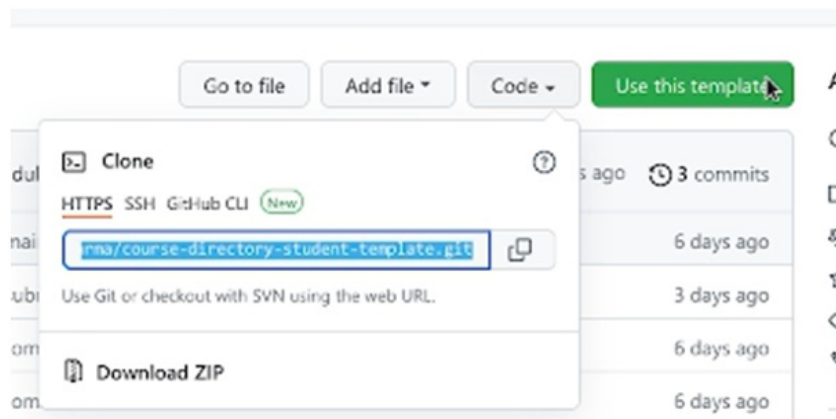 Go to file Add file Code Use this template
Clone
s ago 3 commits
HTTPS SSH GitHub CLI New
rma/course-directory-student-template.git
6 days ago
Use Git or checkout with SVN using the web URL.
3 days ago
6 days ago
Download ZIP
6 days ago